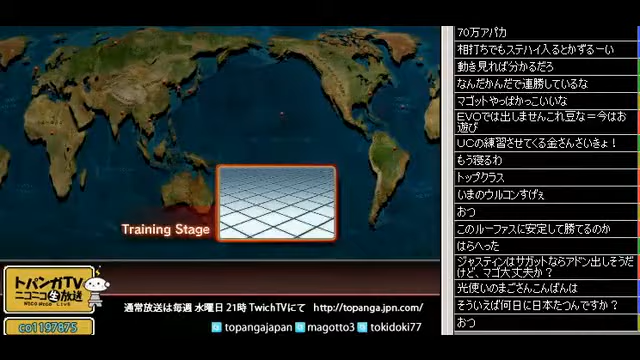 Training Stage
トパンガTV
ニコニコ生放送
NICO NICO LIVE
co1197875
通常放送は毎週 水曜日 21時 TwichTVにて http://topanga.jpn.com/
topangajapan magotto3 tokidoki77
70万アパカ
相打ちでもステハイ入るとかずるーい
動き見れば分かるだろ
なんだかんだで連勝しているな
マゴットやっぱかっこいいな
EVOでは出しませんこれ豆な＝今はお
遊び
UCの練習させてくる金さんさいきょ！
もう寝るわ
トップクラス
いまのウルコンすげぇ
おつ
このルーファスに安定して勝てるのか
はらへった
ジャスティンはサガットならアドン出しそうだ
けど、マゴ大丈夫か？
光使いのまごさんこんばんは
そういえば何日に日本たつんですか？
おつ